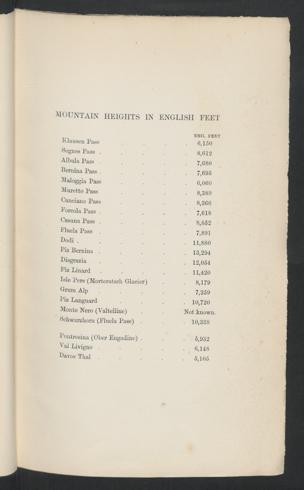 MOUNTAIN HEIGHTS IN ENGLISH FEET
ENG. FEET
Klausen Pass . . . . 6,150
Segnes Pass . . . . . 8,612
Albula Pass . . . . . 7,680
Bernina Pass . . . . . 7,695
Maloggia Pass . . . . 6,060
Muretto Pass . . . . 8,389
Canciano Pass . . . . 8,366
Forcola Pass . . . . . 7,618
Casana Pass . . . . 8,852
Fluela Pass . . . . 7,891
Dodi . . . . . . 11,880
Piz Bernina . . . . . 13,294
Disgrazia . . . . . 12,054
Piz Linard . . . . . 11,420
Isle Pers (Morteratsch Glacier) . . 8,179
Grum Alp . . . . . 7,259
Piz Languard . . . . 10,720
Monte Nero (Valtelline) . . Not known.
Schwarzhorn (Fluela Pass) . . . 10,338
Pontresina (Ober Engadine) . . . 5,952
Val Livigno . . . . . 6,148
Davos Thal . . . . . 5,105